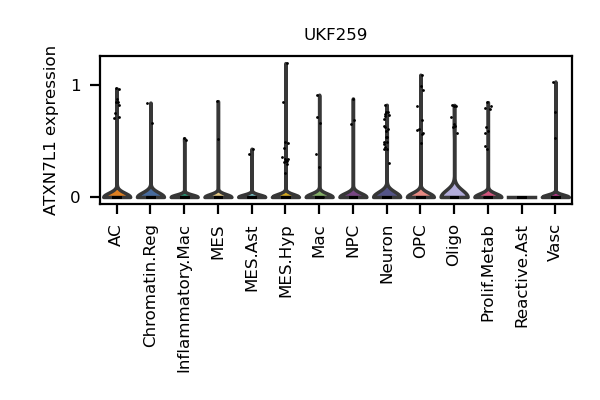 UKF259
ATXN7L1 expression
1
0
AC
Chromatin.Reg
Inflammatory.Mac
MES
MES.Ast
MES.Hyp
Mac
NPC
Neuron
OPC
Oligo
Prolif.Metab
Reactive.Ast
Vasc